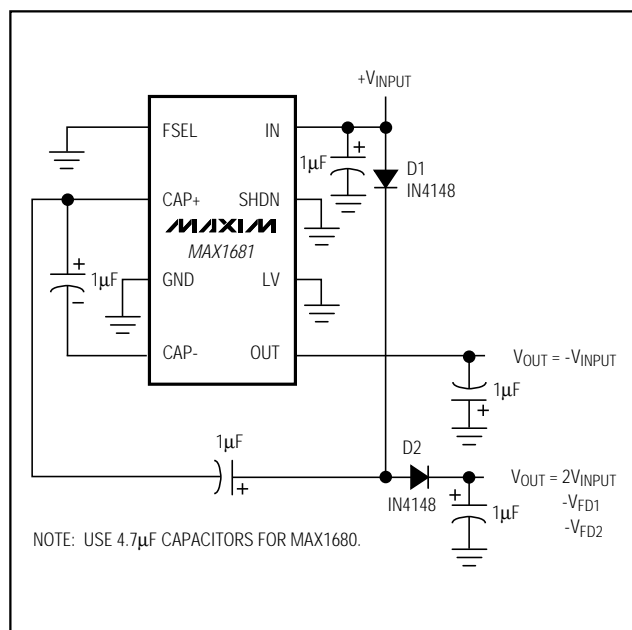 +VINPUT
FSEL
IN
1µF
+
D1
IN4148
CAP+
SHDN
MAXIM
MAX1681
+
1µF
−
GND
LV
CAP-
OUT
VOUT = -VINPUT
1µF
+
1µF
+
D2
IN4148
+
1µF
VOUT = 2VINPUT
-VFD1
-VFD2
NOTE: USE 4.7µF CAPACITORS FOR MAX1680.